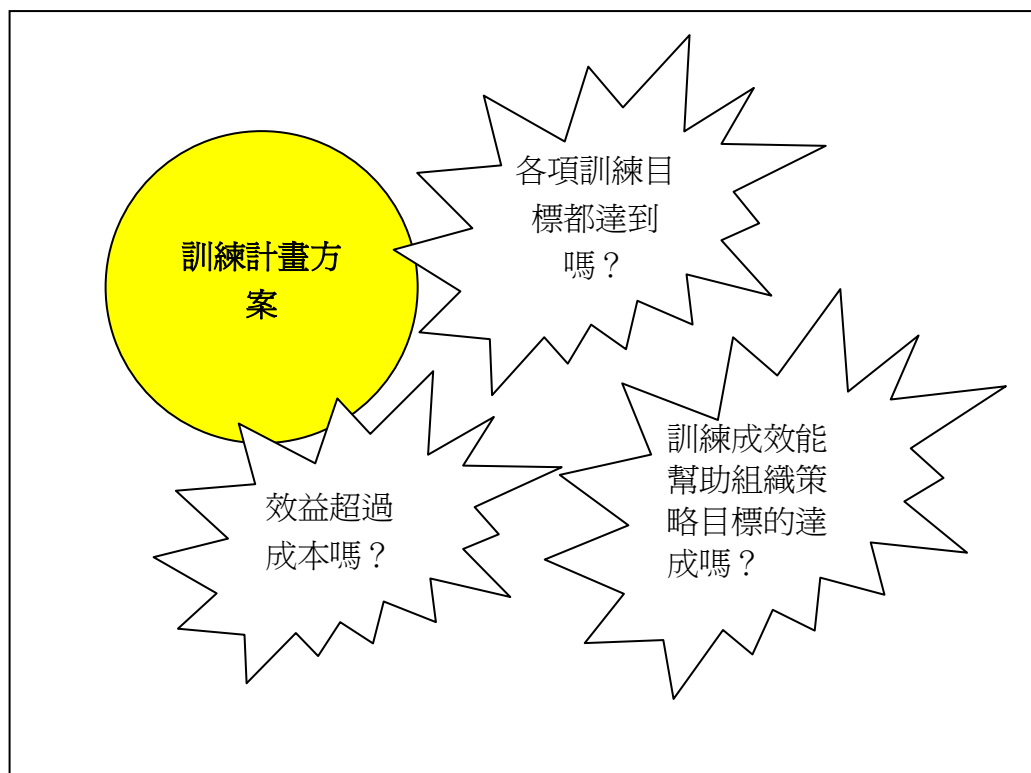 各項訓練目
標都達到
嗎？
訓練計畫方
案
訓練成效能
幫助組織策
略目標的達
成嗎？
效益超過
成本嗎？